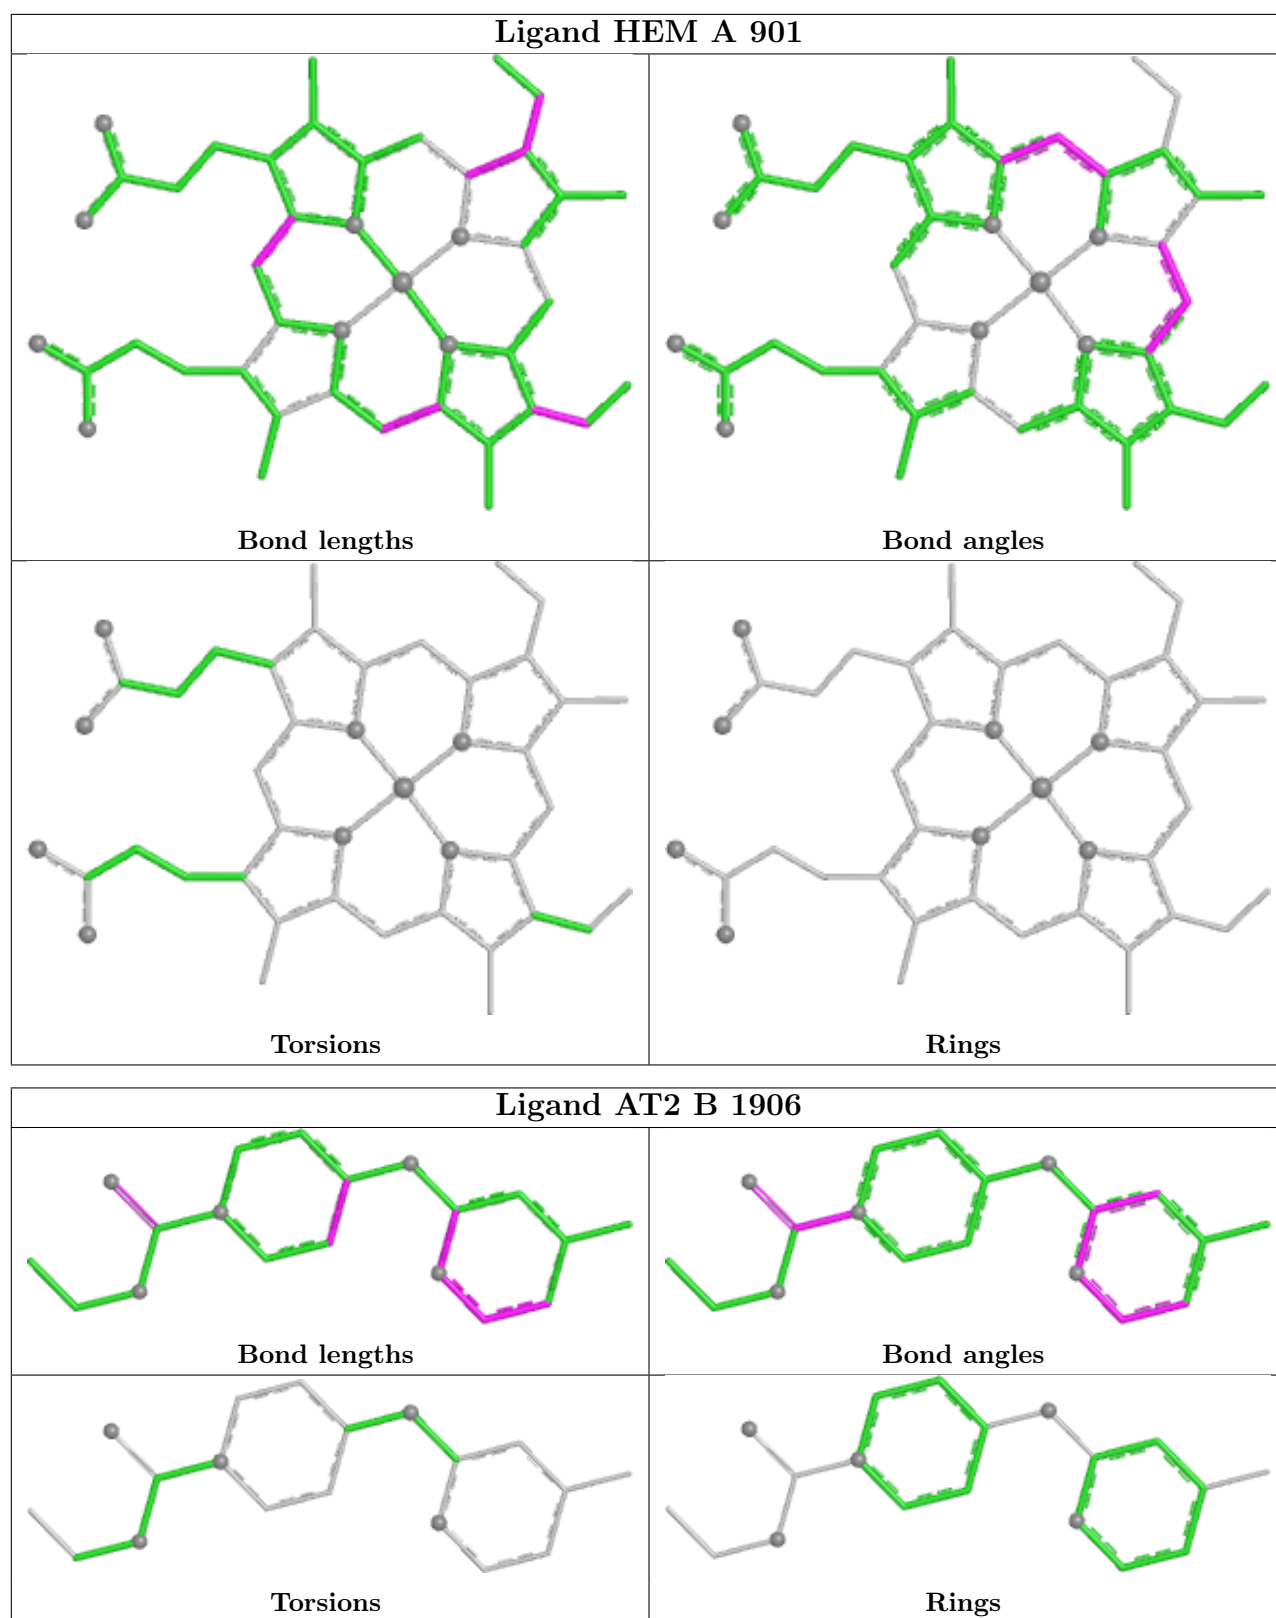 Ligand HEM A 901
Bond lengths
Bond angles
Torsions
Rings
Ligand AT2 B 1906
Bond lengths
Bond angles
Torsions
Rings